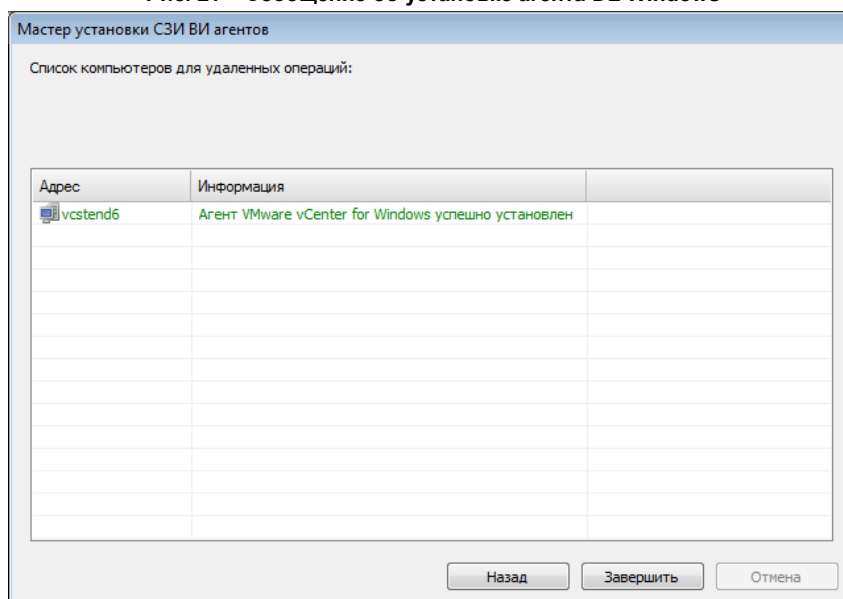 Мастер установки СЗИ ВИ агентов
Список компьютеров для удаленных операций:
Адрес Информация
vcstend6 Агент VMware vCenter for Windows успешно установлен
Назад Завершить Отмена